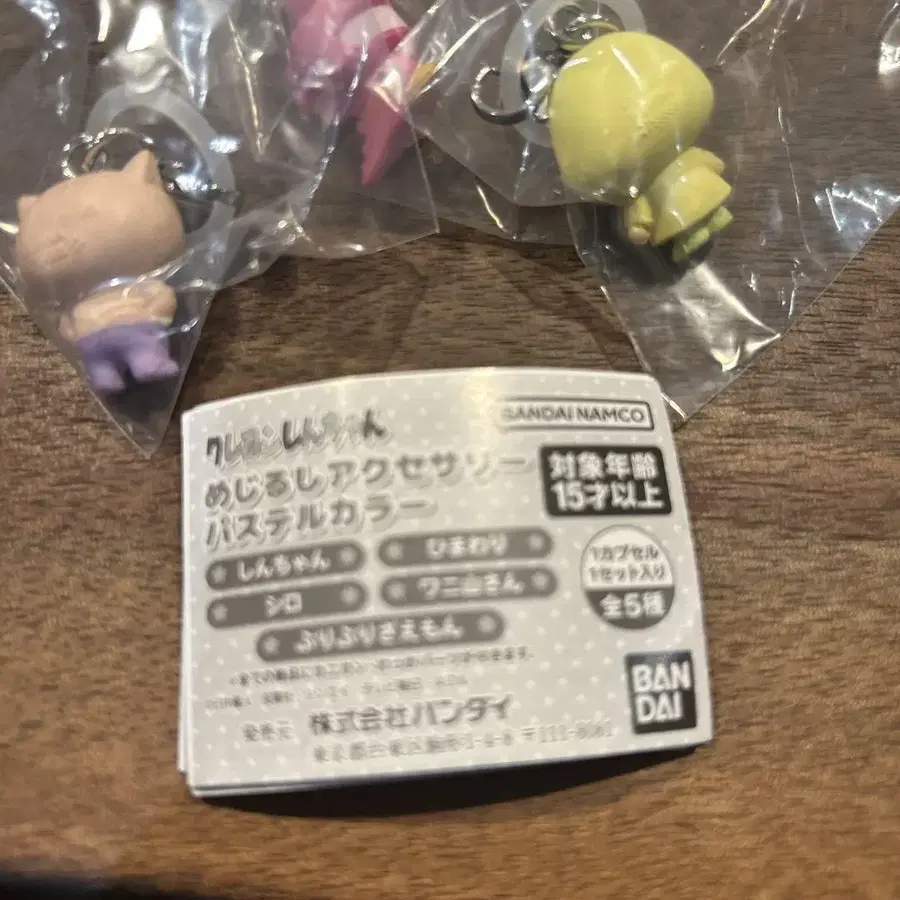 クレヨンしんちゃん
BANDAI NAMCO
めじるしアクセサリー
パステルカラー
対象年齢
15才以上
しんちゃん
ひまわり
シロ
ワニ山さん
ぶりぶりざえもん
1カプセル
1セット入り
全5種
発売元 株式会社バンダイ
BAN
DAI